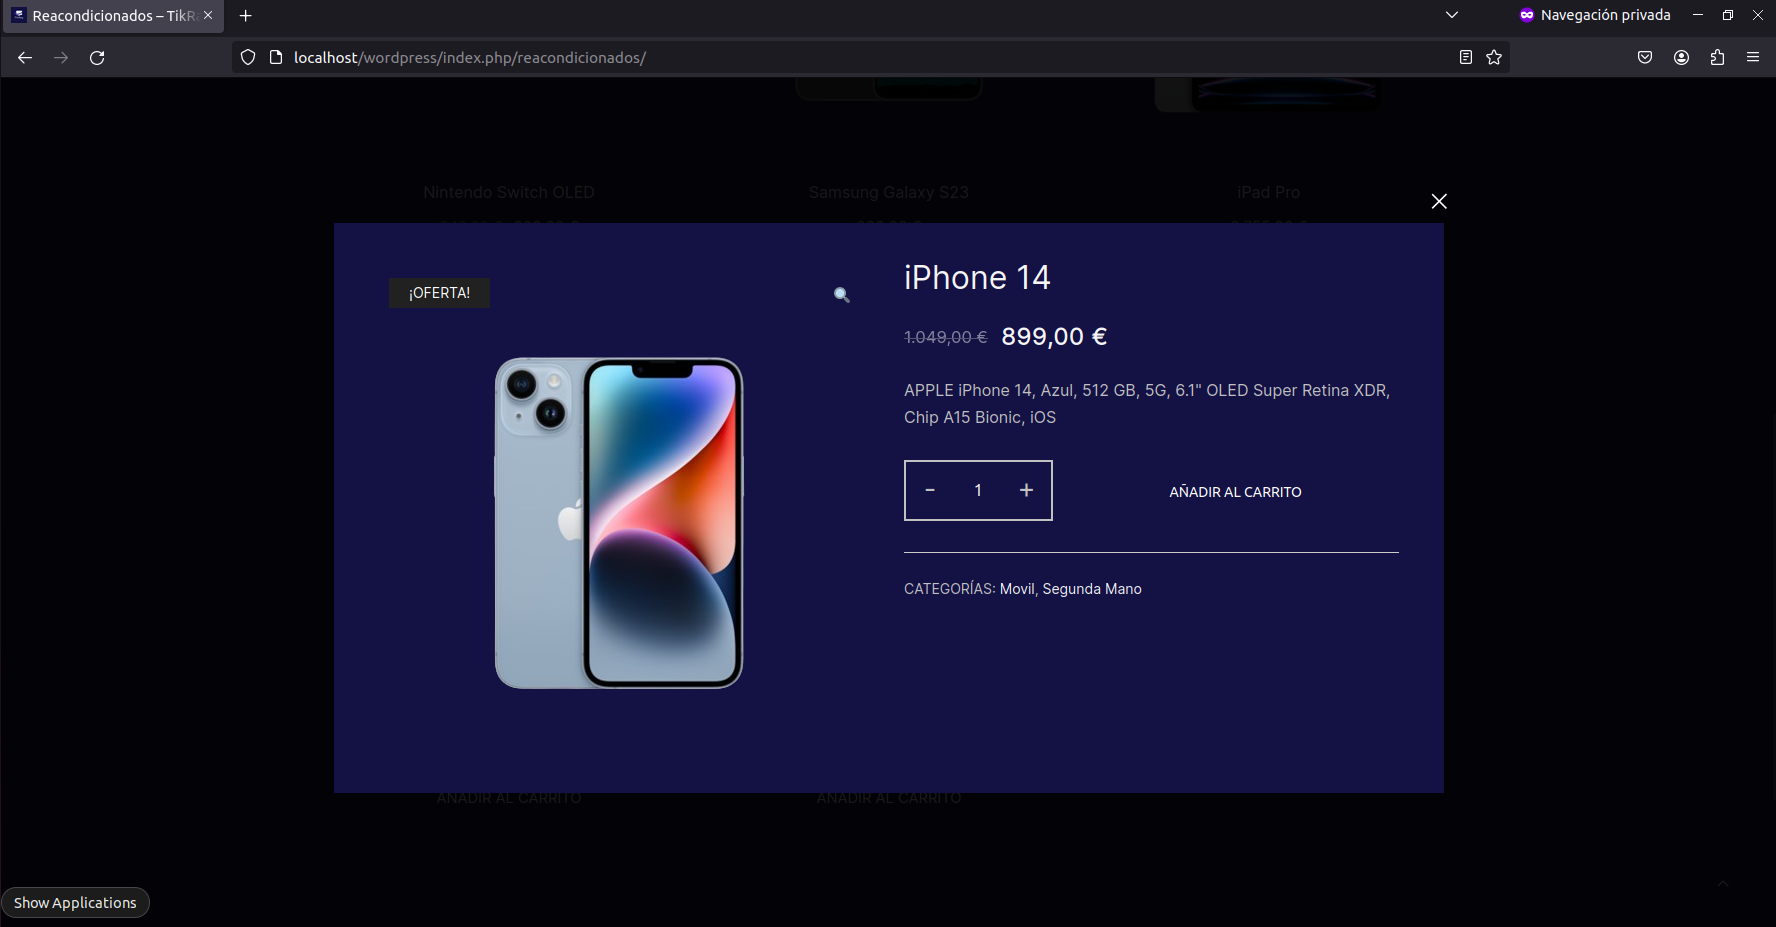 Reacondicionados – TikR
Navegación privada
localhost/wordpress/index.php/reacondicionados/
Nintendo Switch OLED
Samsung Galaxy S23
iPad Pro
¡OFERTA!
iPhone 14
1.049,00 € 899,00 €
APPLE iPhone 14, Azul, 512 GB, 5G, 6.1" OLED Super Retina XDR,
Chip A15 Bionic, iOS
- 1 +
AÑADIR AL CARRITO
CATEGORÍAS: Movil, Segunda Mano
AÑADIR AL CARRITO
AÑADIR AL CARRITO
Show Applications